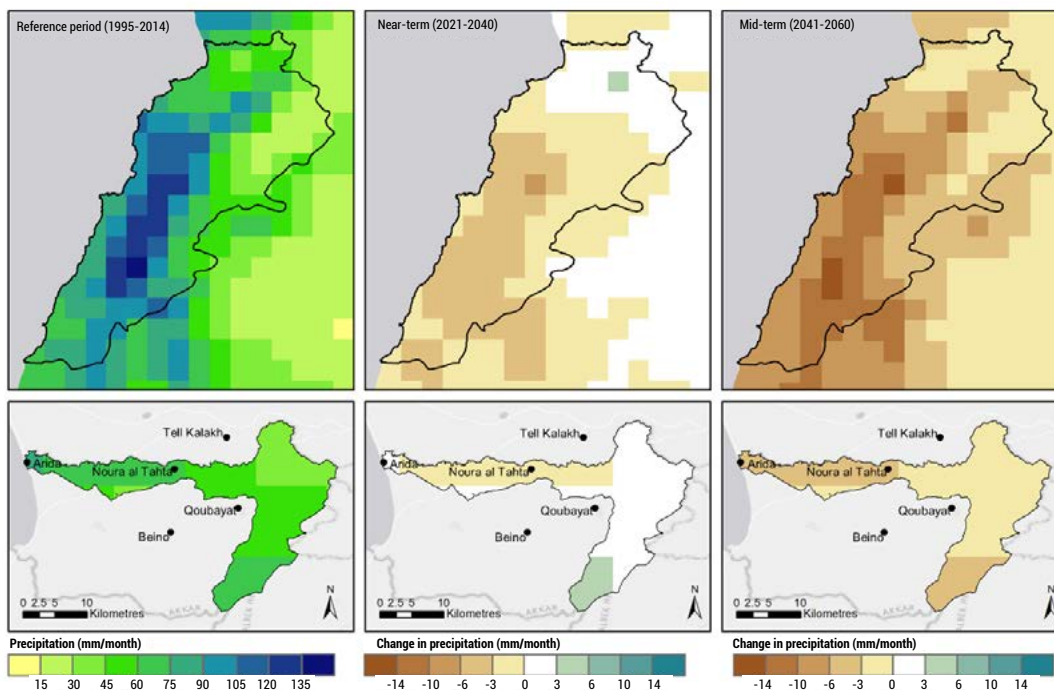 Reference period (1995-2014)
Near-term (2021-2040)
Mid-term (2041-2060)
Tell Kalakh
Arida
Noura al Tahta
Qoubayat
Beino
0 2.5 5 10
Kilometres
N
AKKAR
Tell Kalakh
Arida
Noura al Tahta
Qoubayat
Beino
0 2.5 5 10
Kilometres
N
AKKAR
Tell Kalakh
Arida
Noura al Tahta
Qoubayat
Beino
0 2.5 5 10
Kilometres
N
AKKAR
Precipitation (mm/month)
15 30 45 60 75 90 105 120 135
Change in precipitation (mm/month)
-14 -10 -6 -3 0 3 6 10 14
Change in precipitation (mm/month)
-14 -10 -6 -3 0 3 6 10 14